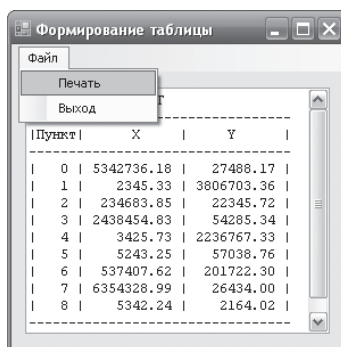 Формирование таблицы
Файл
Печать
Выход
-----------------------------------
|Пункт|      X      |     Y      |
-----------------------------------
|   0 | 5342736.18 |   27488.17 |
|   1 |    2345.33 | 3806703.36 |
|   2 |  234683.85 |   22345.72 |
|   3 | 2438454.83 |   54285.34 |
|   4 |    3425.73 | 2236767.33 |
|   5 |    5243.25 |   57038.76 |
|   6 |  537407.62 |  201722.30 |
|   7 | 6354328.99 |   26434.00 |
|   8 |    5342.24 |    2164.02 |
-----------------------------------